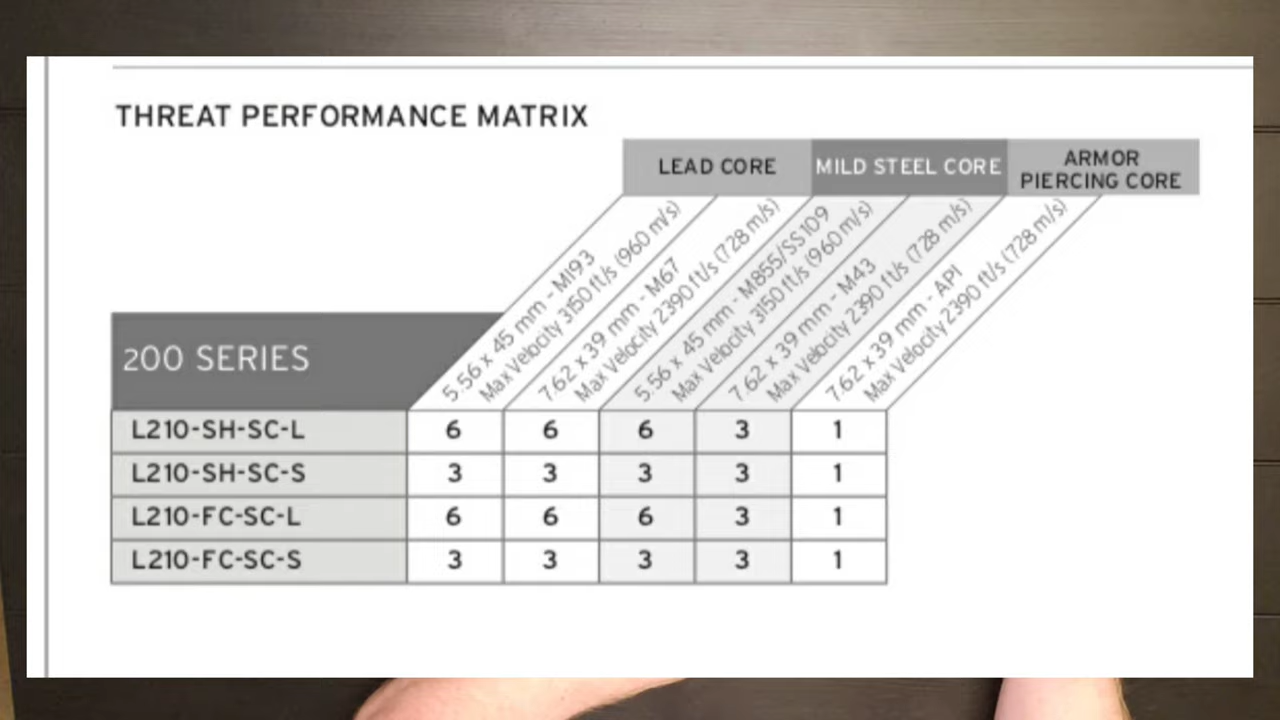 THREAT PERFORMANCE MATRIX
LEAD CORE
MILD STEEL CORE
ARMOR
PIERCING CORE
5.56 x 45 mm - M193
Max Velocity 3150 ft/s (960 m/s)
7.62 x 39 mm - M67
Max Velocity 2390 ft/s (728 m/s)
5.56 x 45 mm - M855/SS109
Max Velocity 3150 ft/s (960 m/s)
7.62 x 39 mm - M43
Max Velocity 2390 ft/s (728 m/s)
7.62 x 39 mm - API
Max Velocity 2390 ft/s (728 m/s)
200 SERIES
L210-SH-SC-L 6 6 6 3 1
L210-SH-SC-S 3 3 3 3 1
L210-FC-SC-L 6 6 6 3 1
L210-FC-SC-S 3 3 3 3 1